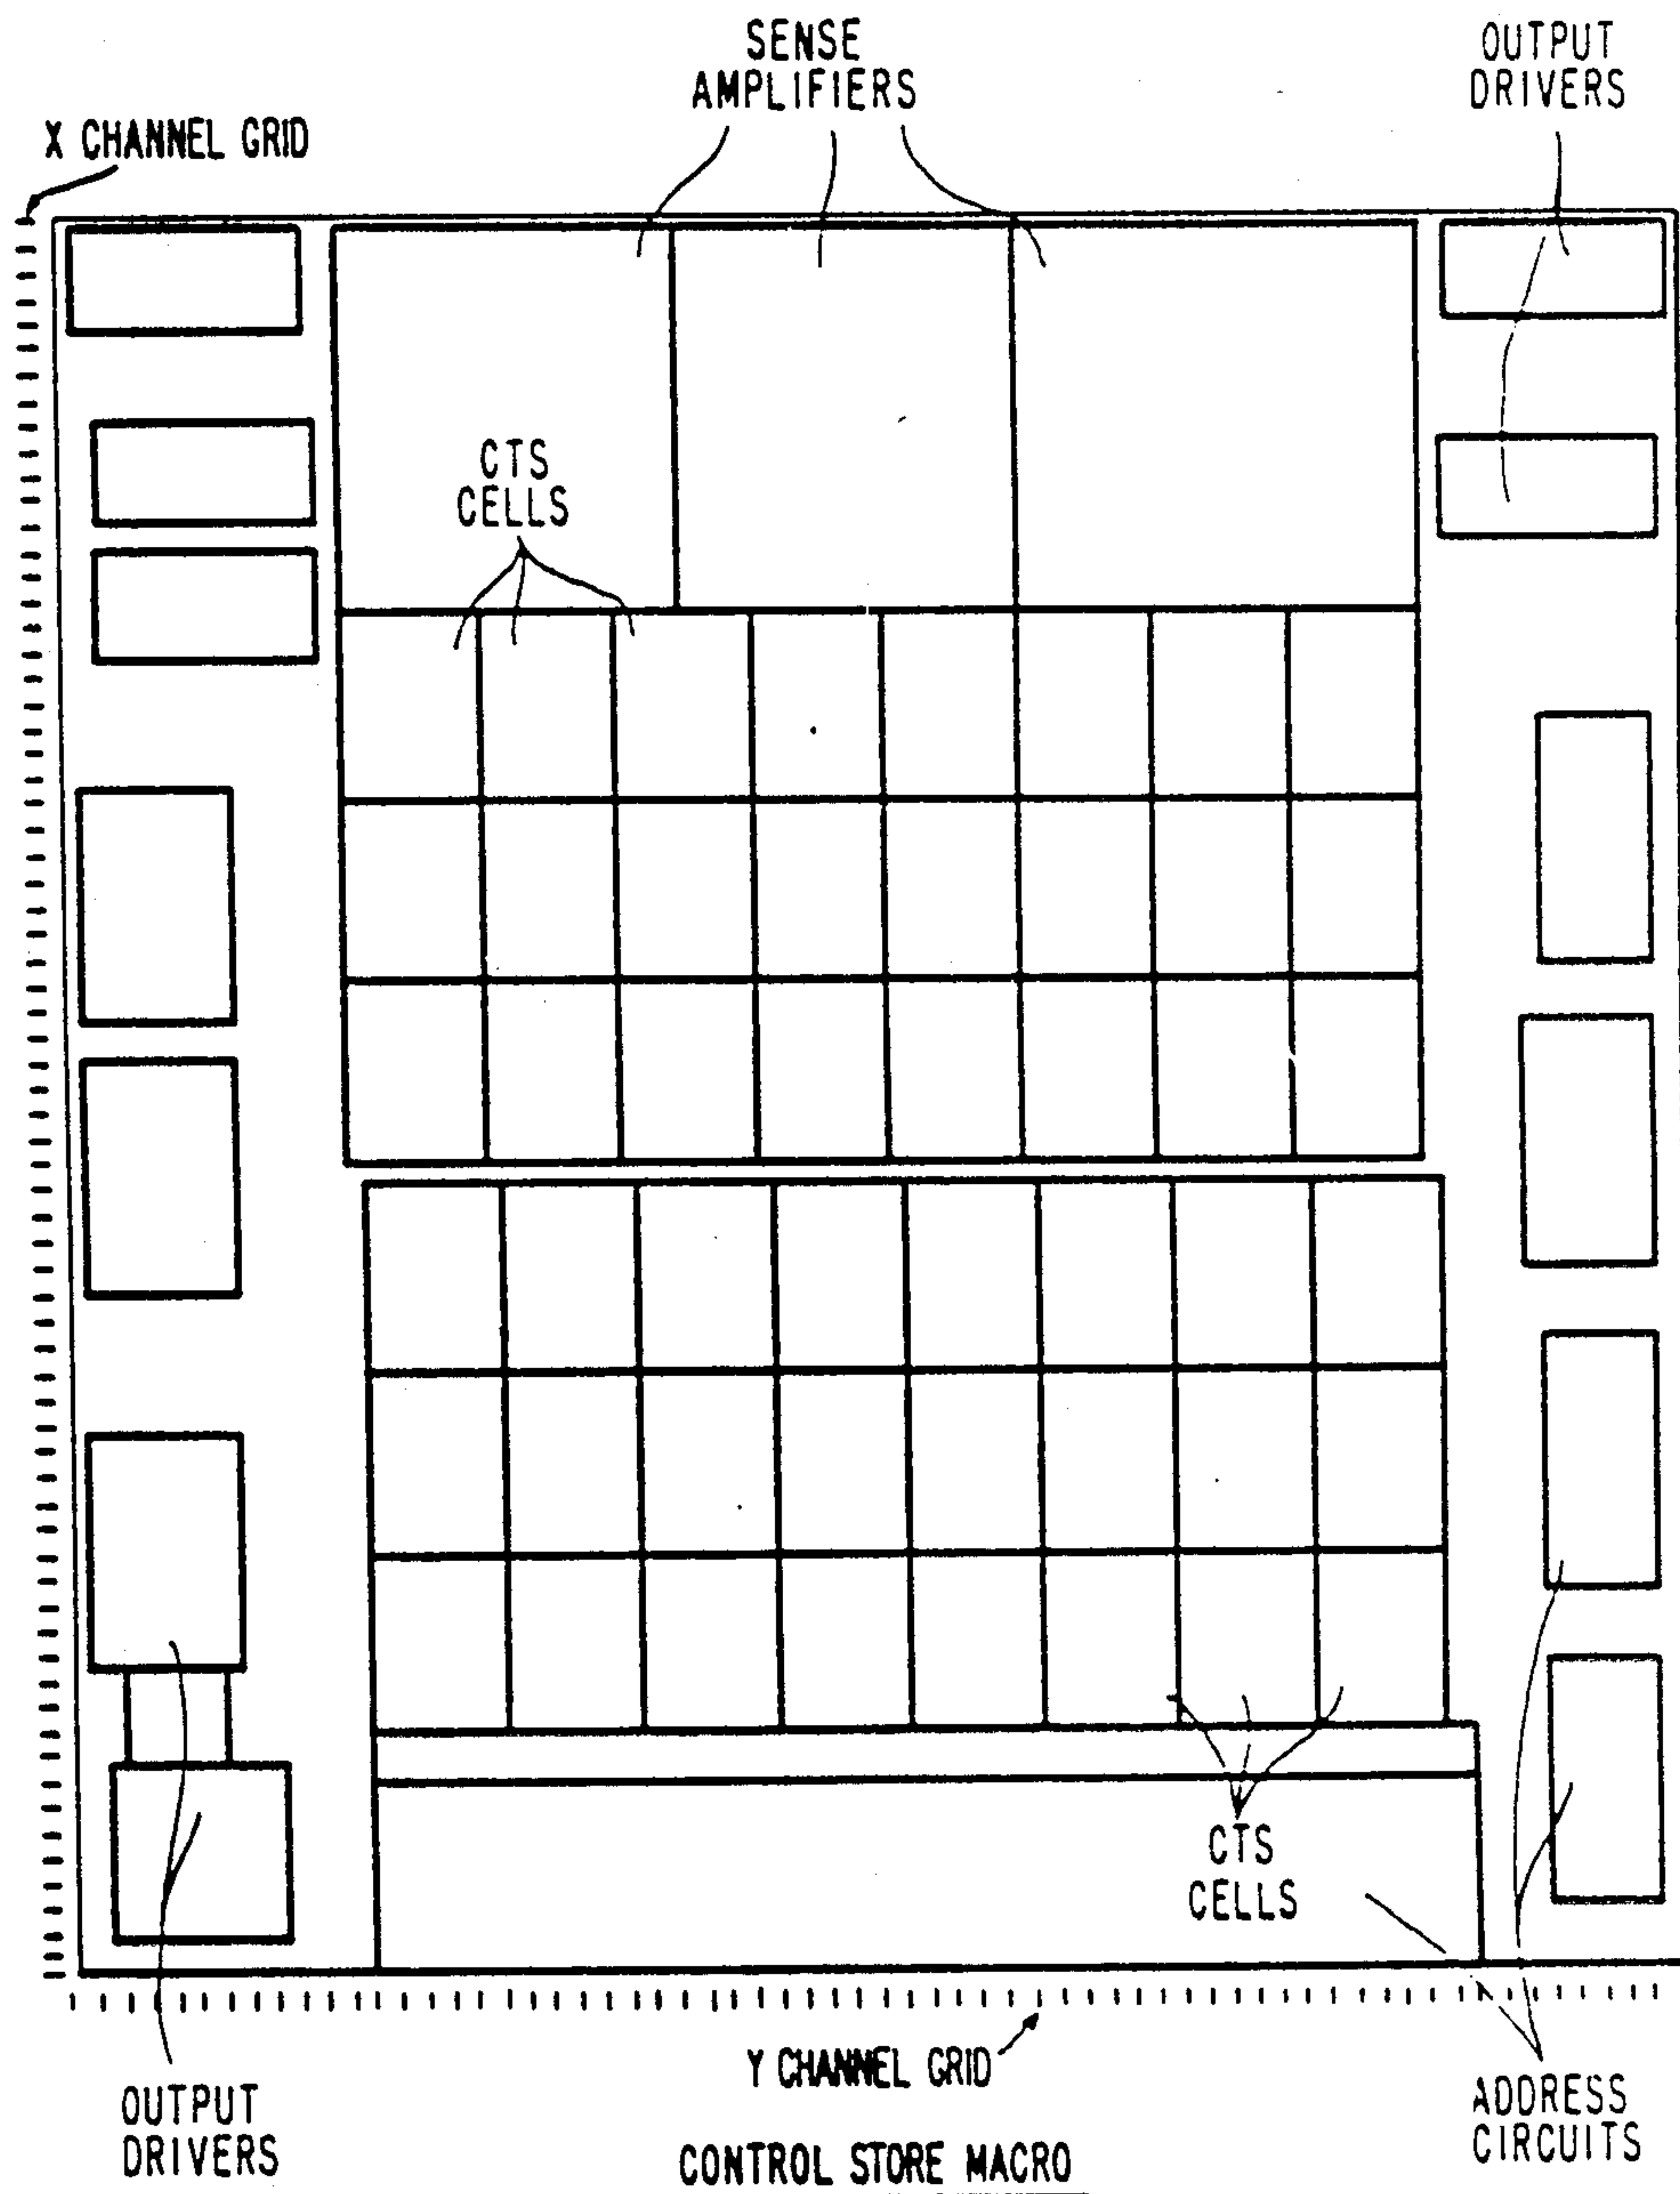 SENSE
AMPLIFIERS
OUTPUT
DRIVERS
X CHANNEL GRID
CTS
CELLS
CTS
CELLS
Y CHANNEL GRID
OUTPUT
DRIVERS
ADDRESS
CIRCUITS
CONTROL STORE MACRO